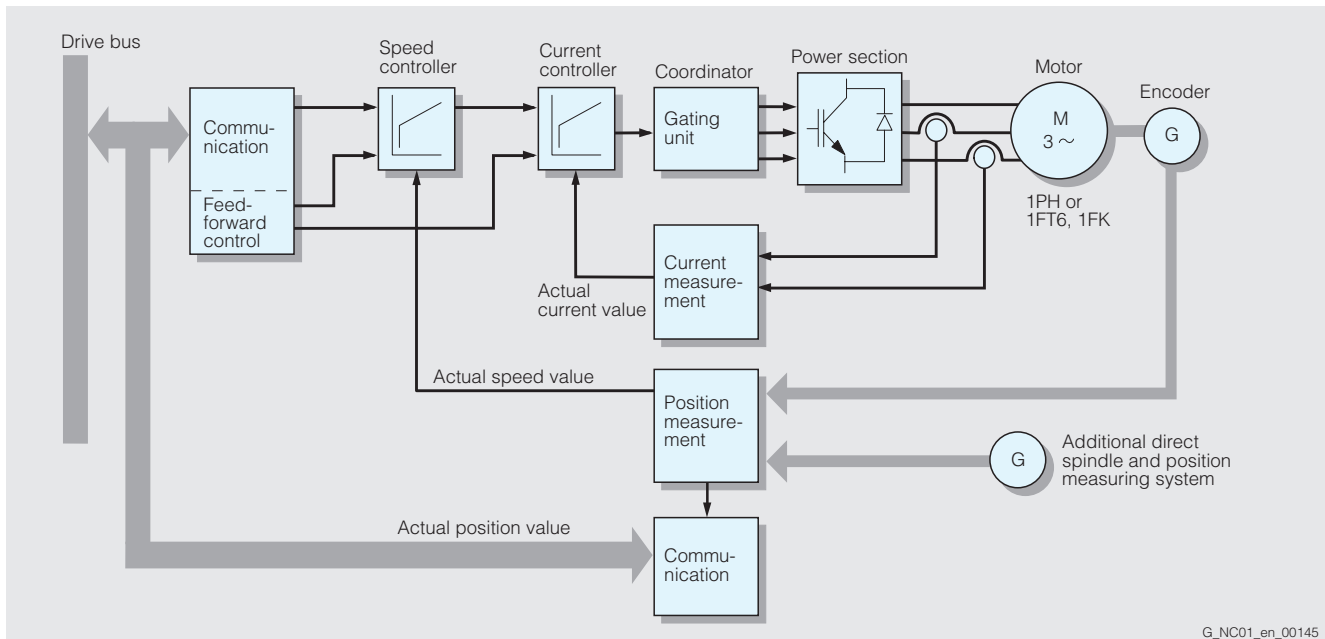 Drive bus
Speed
controller
Current
controller
Coordinator
Power section
Motor
Encoder
Commu-
nication
Feed-
forward
control
Gating
unit
M
3 ~
G
1PH or
1FT6, 1FK
Current
measure-
ment
Actual
current value
Actual speed value
Position
measure-
ment
G
Additional direct
spindle and position
measuring system
Actual position value
Commu-
nication
G_NC01_en_00145